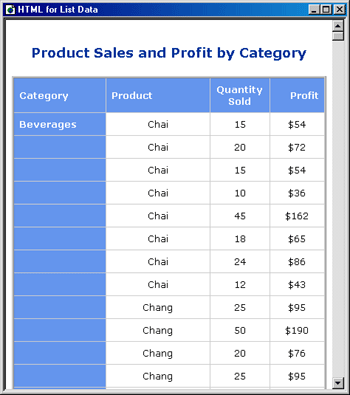 HTML for List Data
Product Sales and Profit by Category
Category Product Quantity Sold Profit
Beverages Chai 15 $54
Chai 20 $72
Chai 15 $54
Chai 10 $36
Chai 45 $162
Chai 18 $65
Chai 24 $86
Chai 12 $43
Chang 25 $95
Chang 50 $190
Chang 20 $76
Chang 25 $95